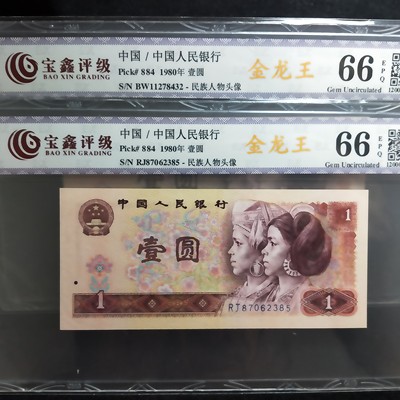 宝鑫评级
BAO XIN GRADING
中国 / 中国人民银行
Pick# 884 1980年 壹圆
S/N BW11278432 - 民族人物头像
金龙王
66
EPQ
Gem Uncirculated
宝鑫评级
BAO XIN GRADING
中国 / 中国人民银行
Pick# 884 1980年 壹圆
S/N RJ87062385 - 民族人物头像
金龙王
66
EPQ
Gem Uncirculated
中国人民银行
1
壹圆
RJ87062385
1
1